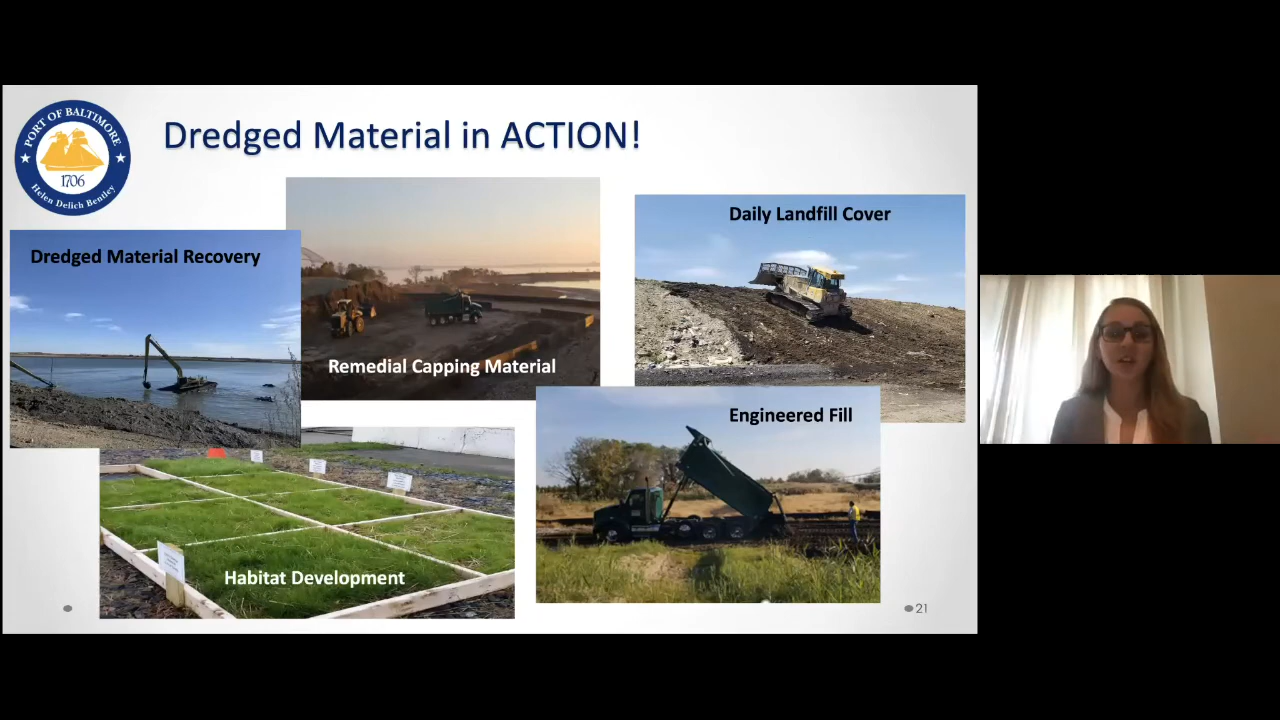 PORT OF BALTIMORE
1706
Helen Delich Bentley
Dredged Material in ACTION!
Dredged Material Recovery
Remedial Capping Material
Daily Landfill Cover
Engineered Fill
Habitat Development
21